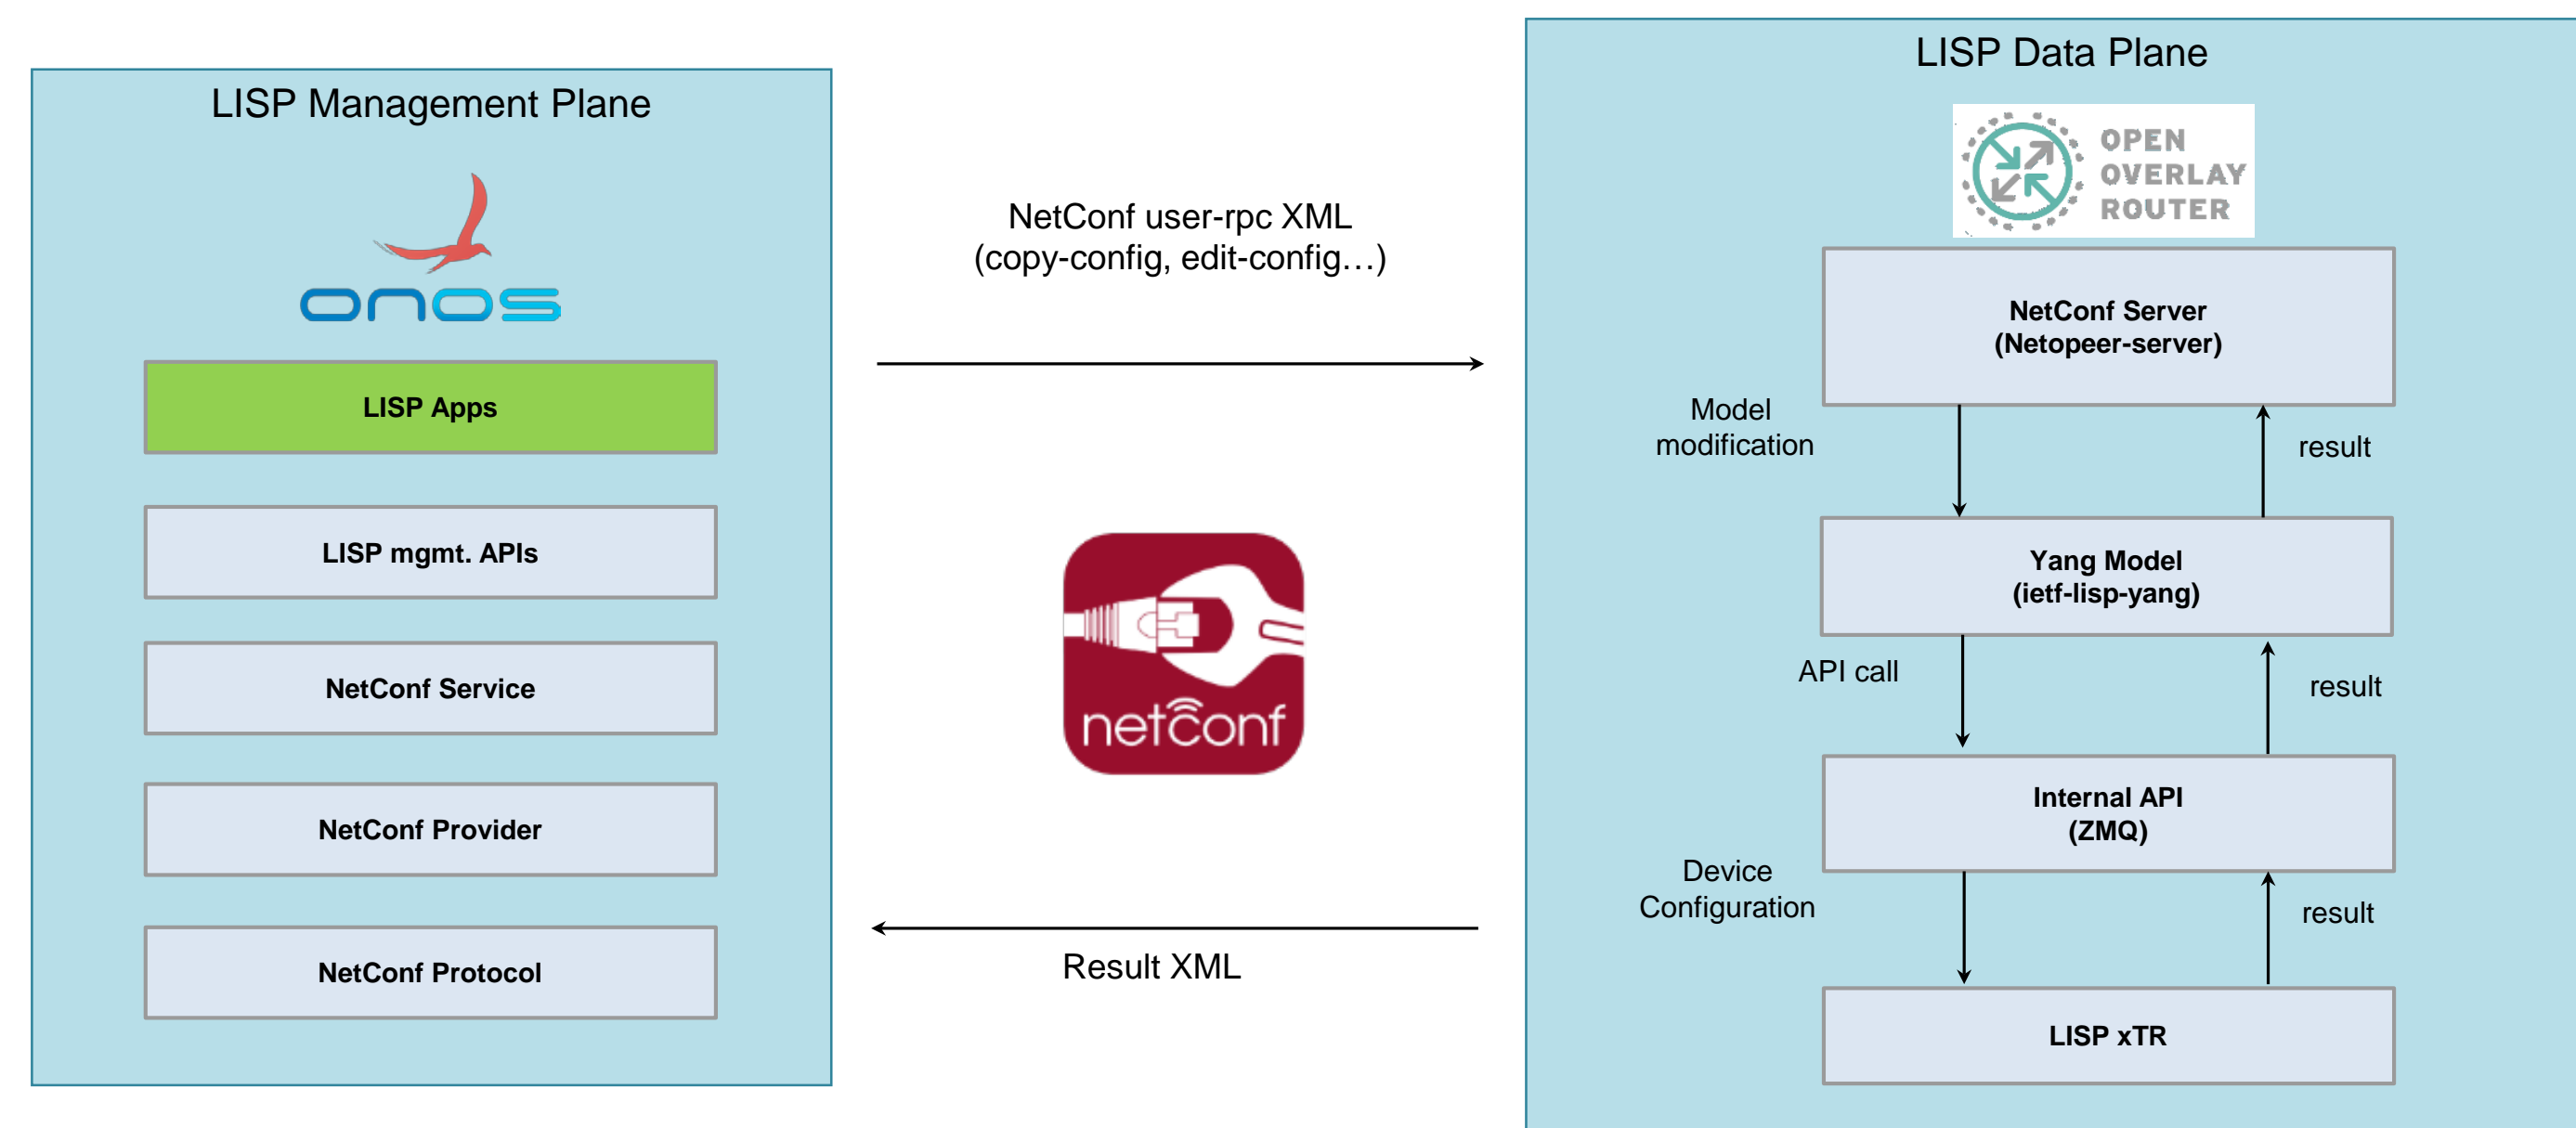 LISP Management Plane
onos
LISP Apps
LISP mgmt. APIs
NetConf Service
NetConf Provider
NetConf Protocol
NetConf user-rpc XML
(copy-config, edit-config…)
netconf
Result XML
LISP Data Plane
OPEN
OVERLAY
ROUTER
NetConf Server
(Netopeer-server)
Model
modification
result
Yang Model
(ietf-lisp-yang)
API call
result
Internal API
(ZMQ)
Device
Configuration
result
LISP xTR